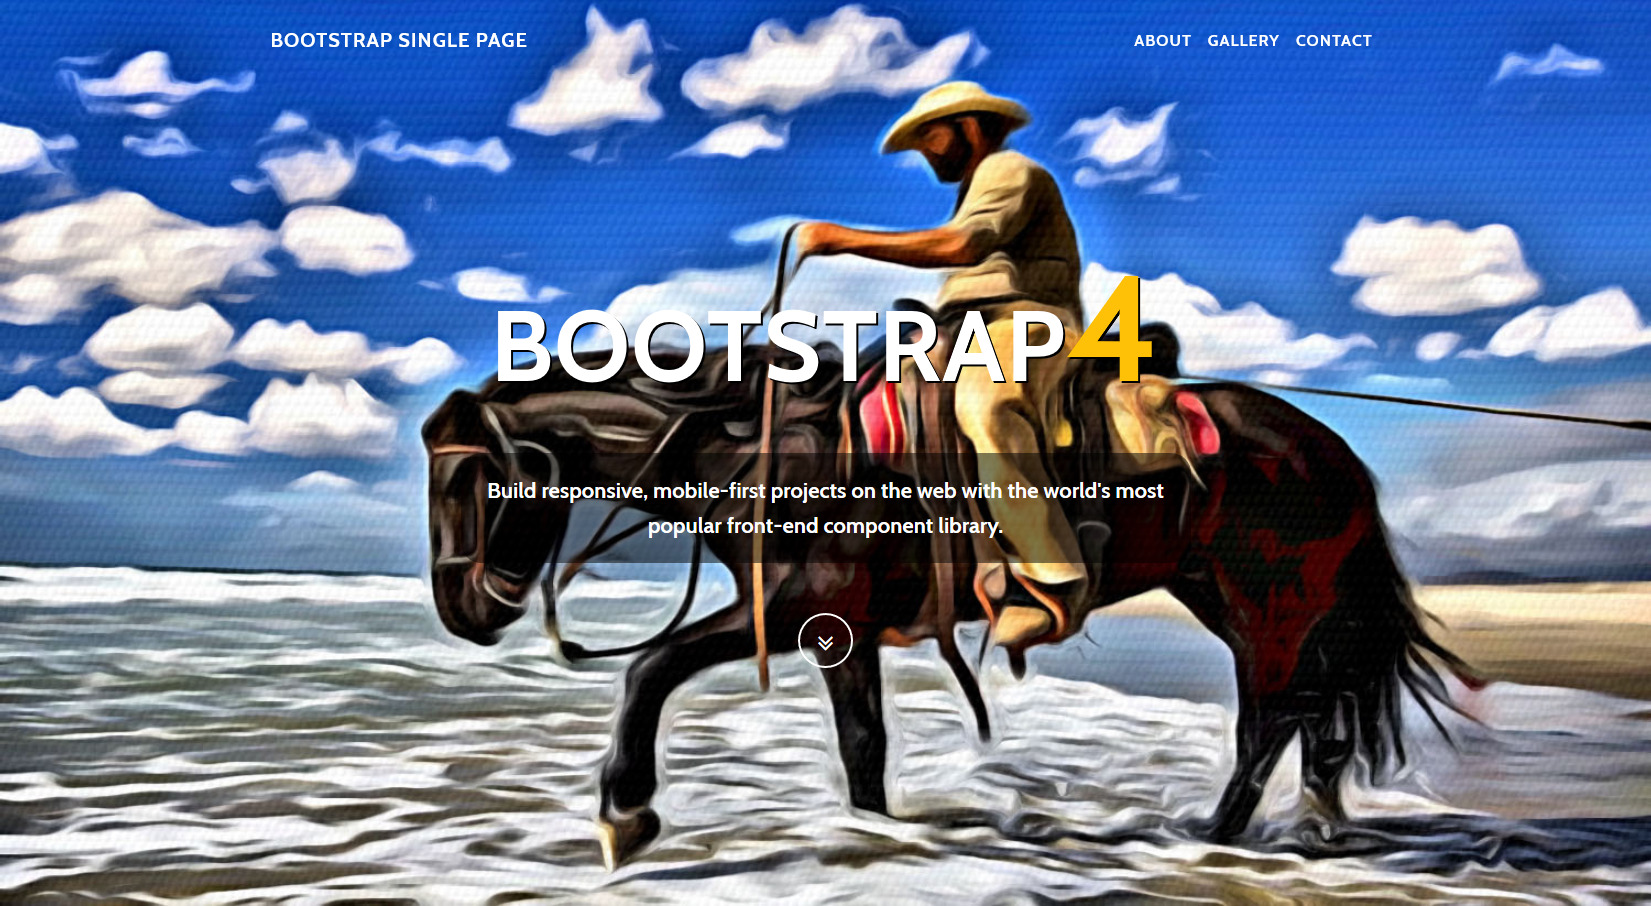 BOOTSTRAP SINGLE PAGE
ABOUT GALLERY CONTACT
BOOTSTRAP4
Build responsive, mobile-first projects on the web with the world's most
popular front-end component library.